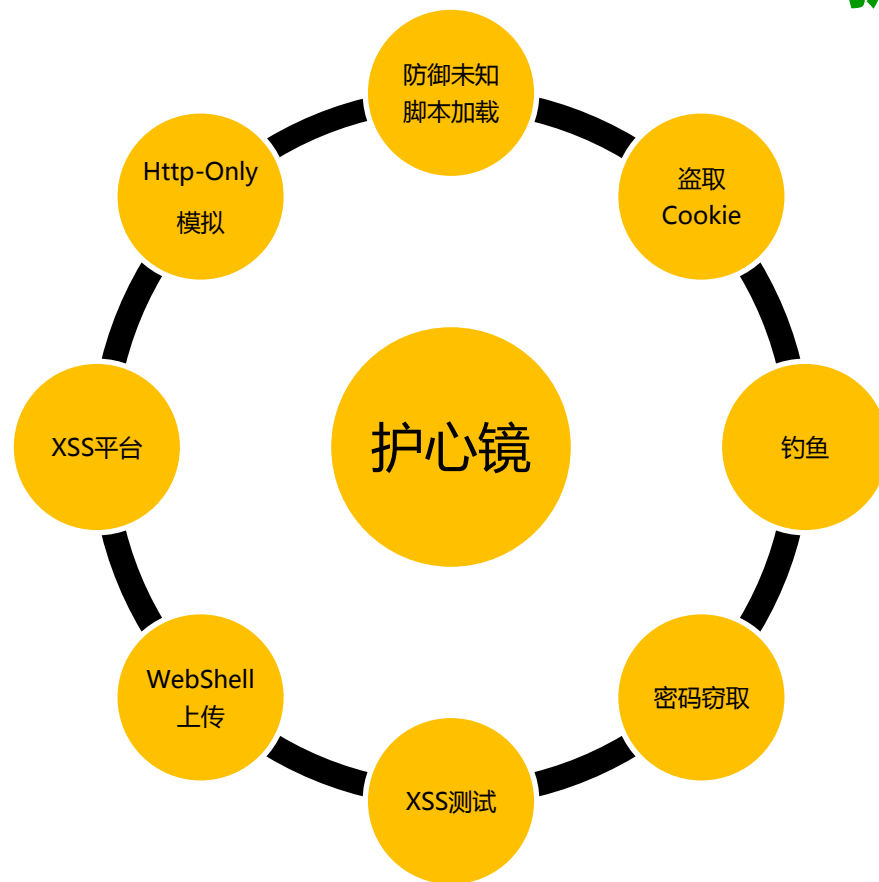 防御未知
脚本加载
Http-Only
模拟
盗取
Cookie
XSS平台
护心镜
钓鱼
WebShell
上传
密码窃取
XSS测试